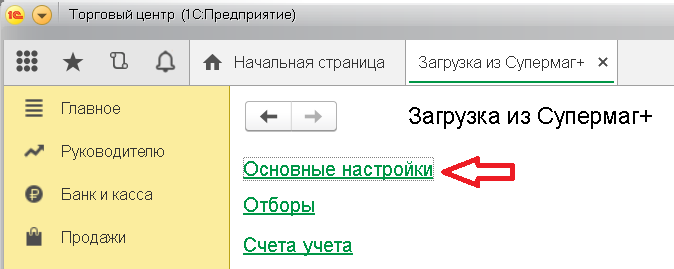 Торговый центр (1С:Предприятие)
Начальная страница
Загрузка из Супермаг+ ×
Главное
Руководителю
Банк и касса
Продажи
Загрузка из Супермаг+
Основные настройки
Отборы
Счета учета